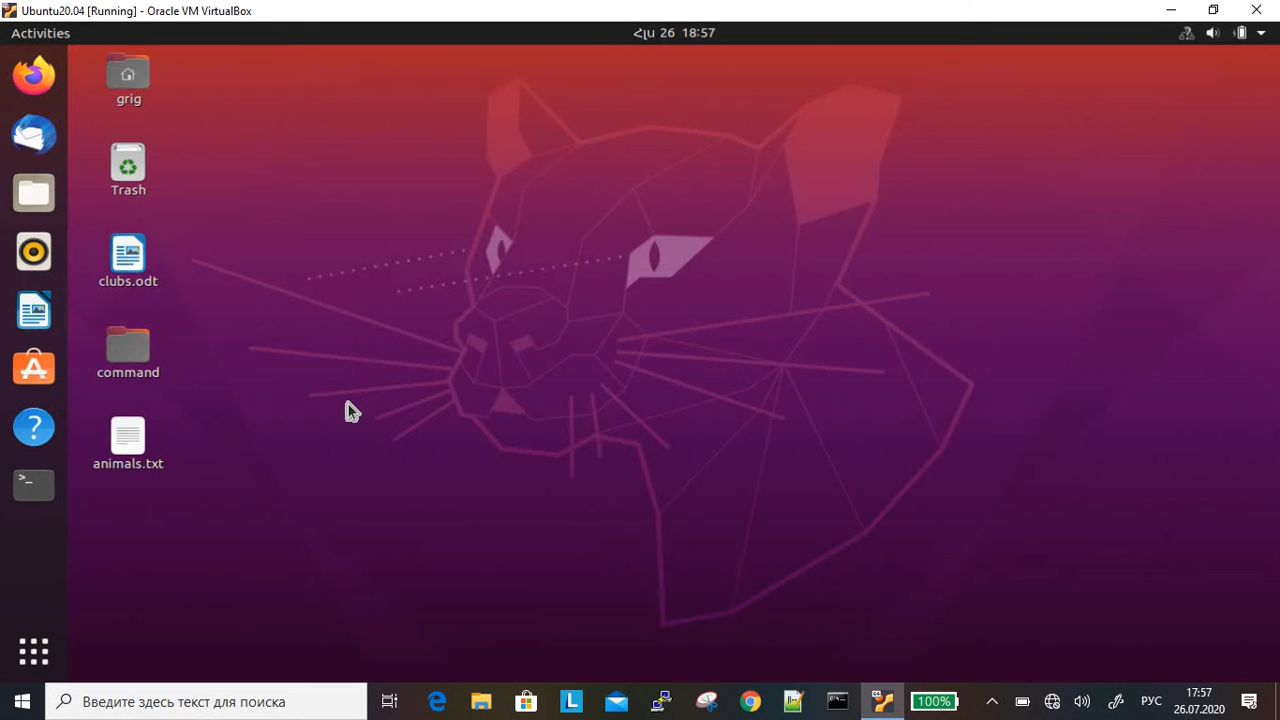 Ubuntu20.04 [Running] - Oracle VM VirtualBox
Activities
Հլս 26 18:57
grig
Trash
clubs.odt
command
animals.txt
Введите здесь текст для поиска
100%
РУС
17:57
26.07.2020